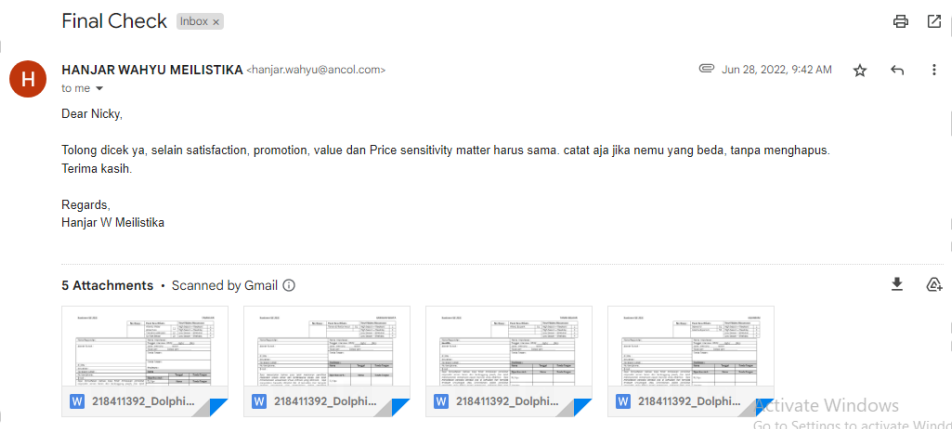 Final Check Inbox ×
H
HANJAR WAHYU MEILISTIKA <hanjar.wahyu@ancol.com> Jun 28, 2022, 9:42 AM
to me
Dear Nicky,
Tolong dicek ya, selain satisfaction, promotion, value dan Price sensitivity matter harus sama. catat aja jika nemu yang beda, tanpa menghapus.
Terima kasih.
Regards,
Hanjar W Meilistika
5 Attachments • Scanned by Gmail
W 218411392_Dolphi... W 218411392_Dolphi... W 218411392_Dolphi... W 218411392_Dolphi...
Activate Windows
Go to Settings to activate Windo